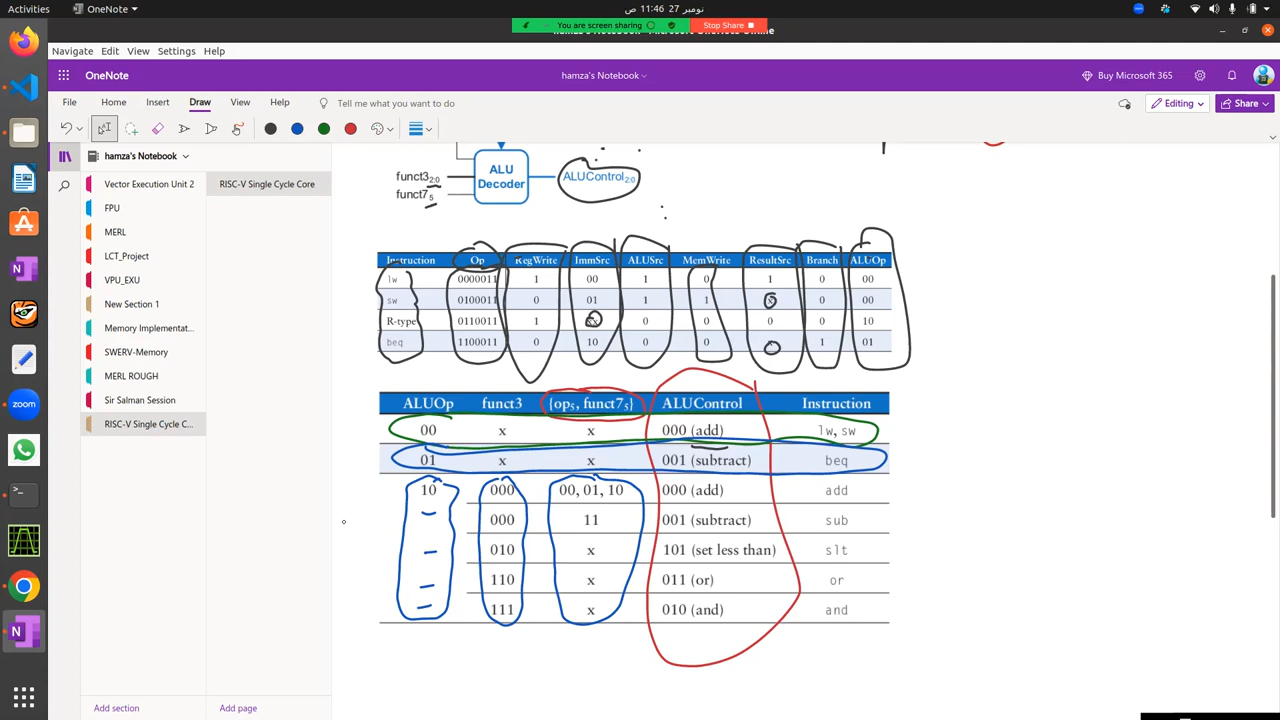 Activities
OneNote
ص 11:46 نومبر 27
You are screen sharing
Stop Share
Navigate Edit View Settings Help
OneNote
hamza's Notebook
Buy Microsoft 365
File Home Insert Draw View Help
Tell me what you want to do
Editing
Share
hamza's Notebook
Vector Execution Unit 2
FPU
MERL
LCT_Project
VPU_EXU
New Section 1
Memory Implementat...
SWERV-Memory
MERL ROUGH
Sir Salman Session
RISC-V Single Cycle C...
Add section
RISC-V Single Cycle Core
Add page
funct3 2:0
funct7 5
ALU
Decoder
ALUControl 2:0
Instruction Op RegWrite ImmSrc ALUSrc MemWrite ResultSrc Branch ALUOp
lw 0000011 1 00 1 0 1 0 00
sw 0100011 0 01 1 1 x 0 00
R-type 0110011 1 xx 0 0 0 0 10
beq 1100011 0 10 0 0 x 1 01
ALUOp funct3 {op5, funct75} ALUControl Instruction
00 x x 000 (add) lw, sw
01 x x 001 (subtract) beq
10 000 00, 01, 10 000 (add) add
000 11 001 (subtract) sub
010 x 101 (set less than) slt
110 x 011 (or) or
111 x 010 (and) and